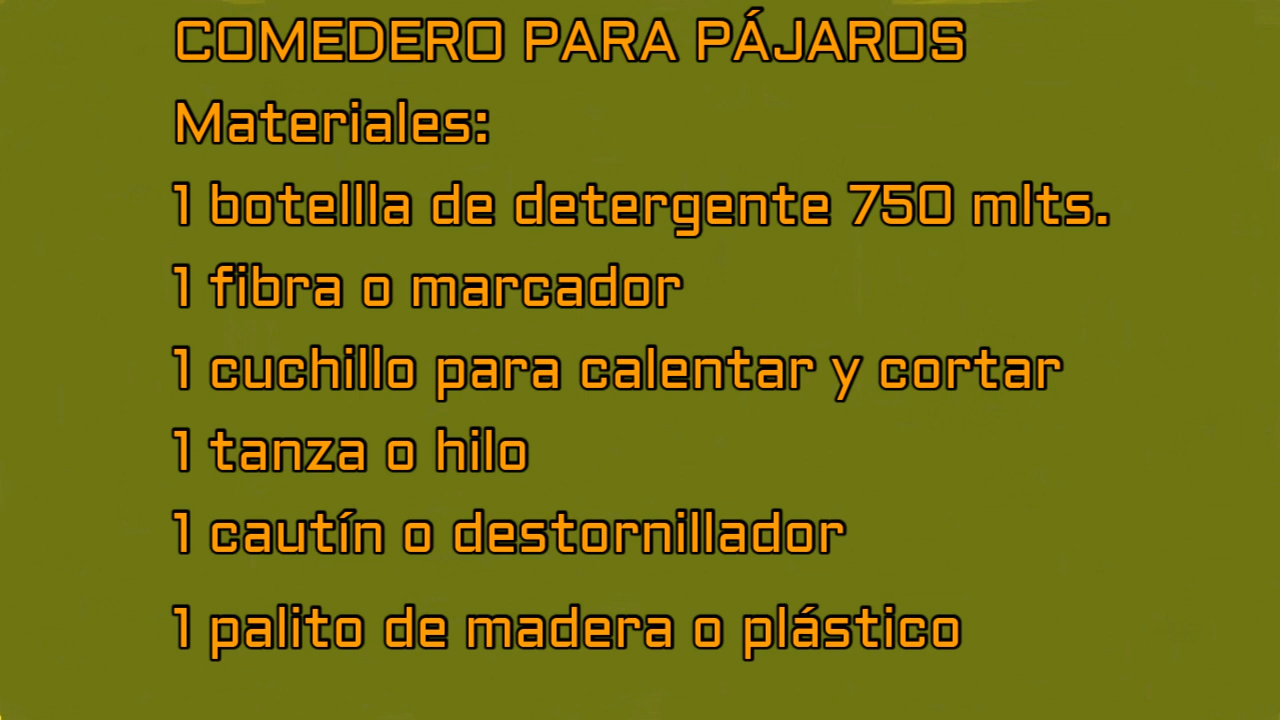 COMEDERO PARA PÁJAROS
Materiales:
1 botellla de detergente 750 mlts.
1 fibra o marcador
1 cuchillo para calentar y cortar
1 tanza o hilo
1 cautín o destornillador
1 palito de madera o plástico